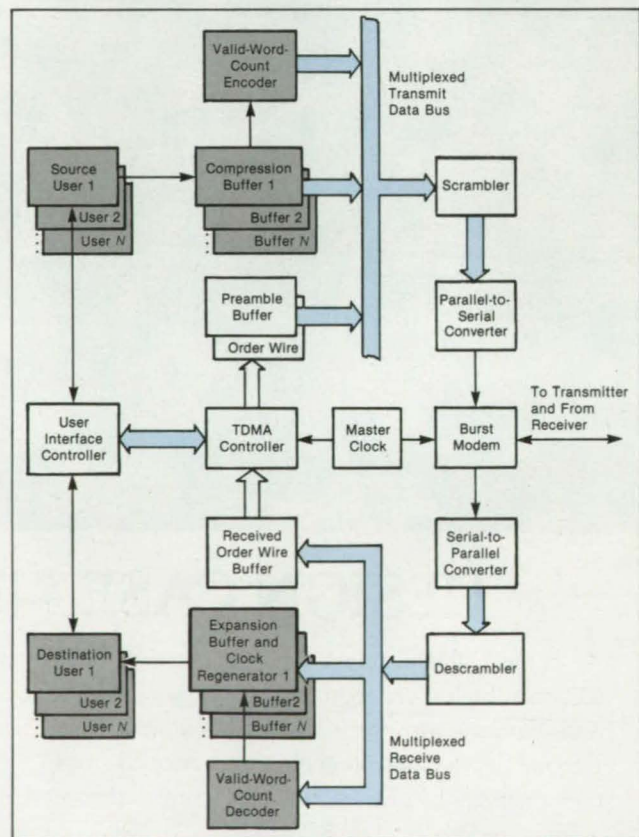 Valid-Word-
Count
Encoder
Multiplexed
Transmit
Data Bus
Source
User 1
User 2
User N
Compression
Buffer 1
Buffer 2
Buffer N
Scrambler
Preamble
Buffer
Order Wire
Parallel-to-
Serial
Converter
To Transmitter
and From
Receiver
User
Interface
Controller
TDMA
Controller
Master
Clock
Burst
Modem
Received
Order Wire
Buffer
Serial-to-
Parallel
Converter
Destination
User 1
User 2
User N
Expansion
Buffer and
Clock
Regenerator 1
Buffer2
Buffer N
Descrambler
Valid-Word-
Count
Decoder
Multiplexed
Receive
Data Bus